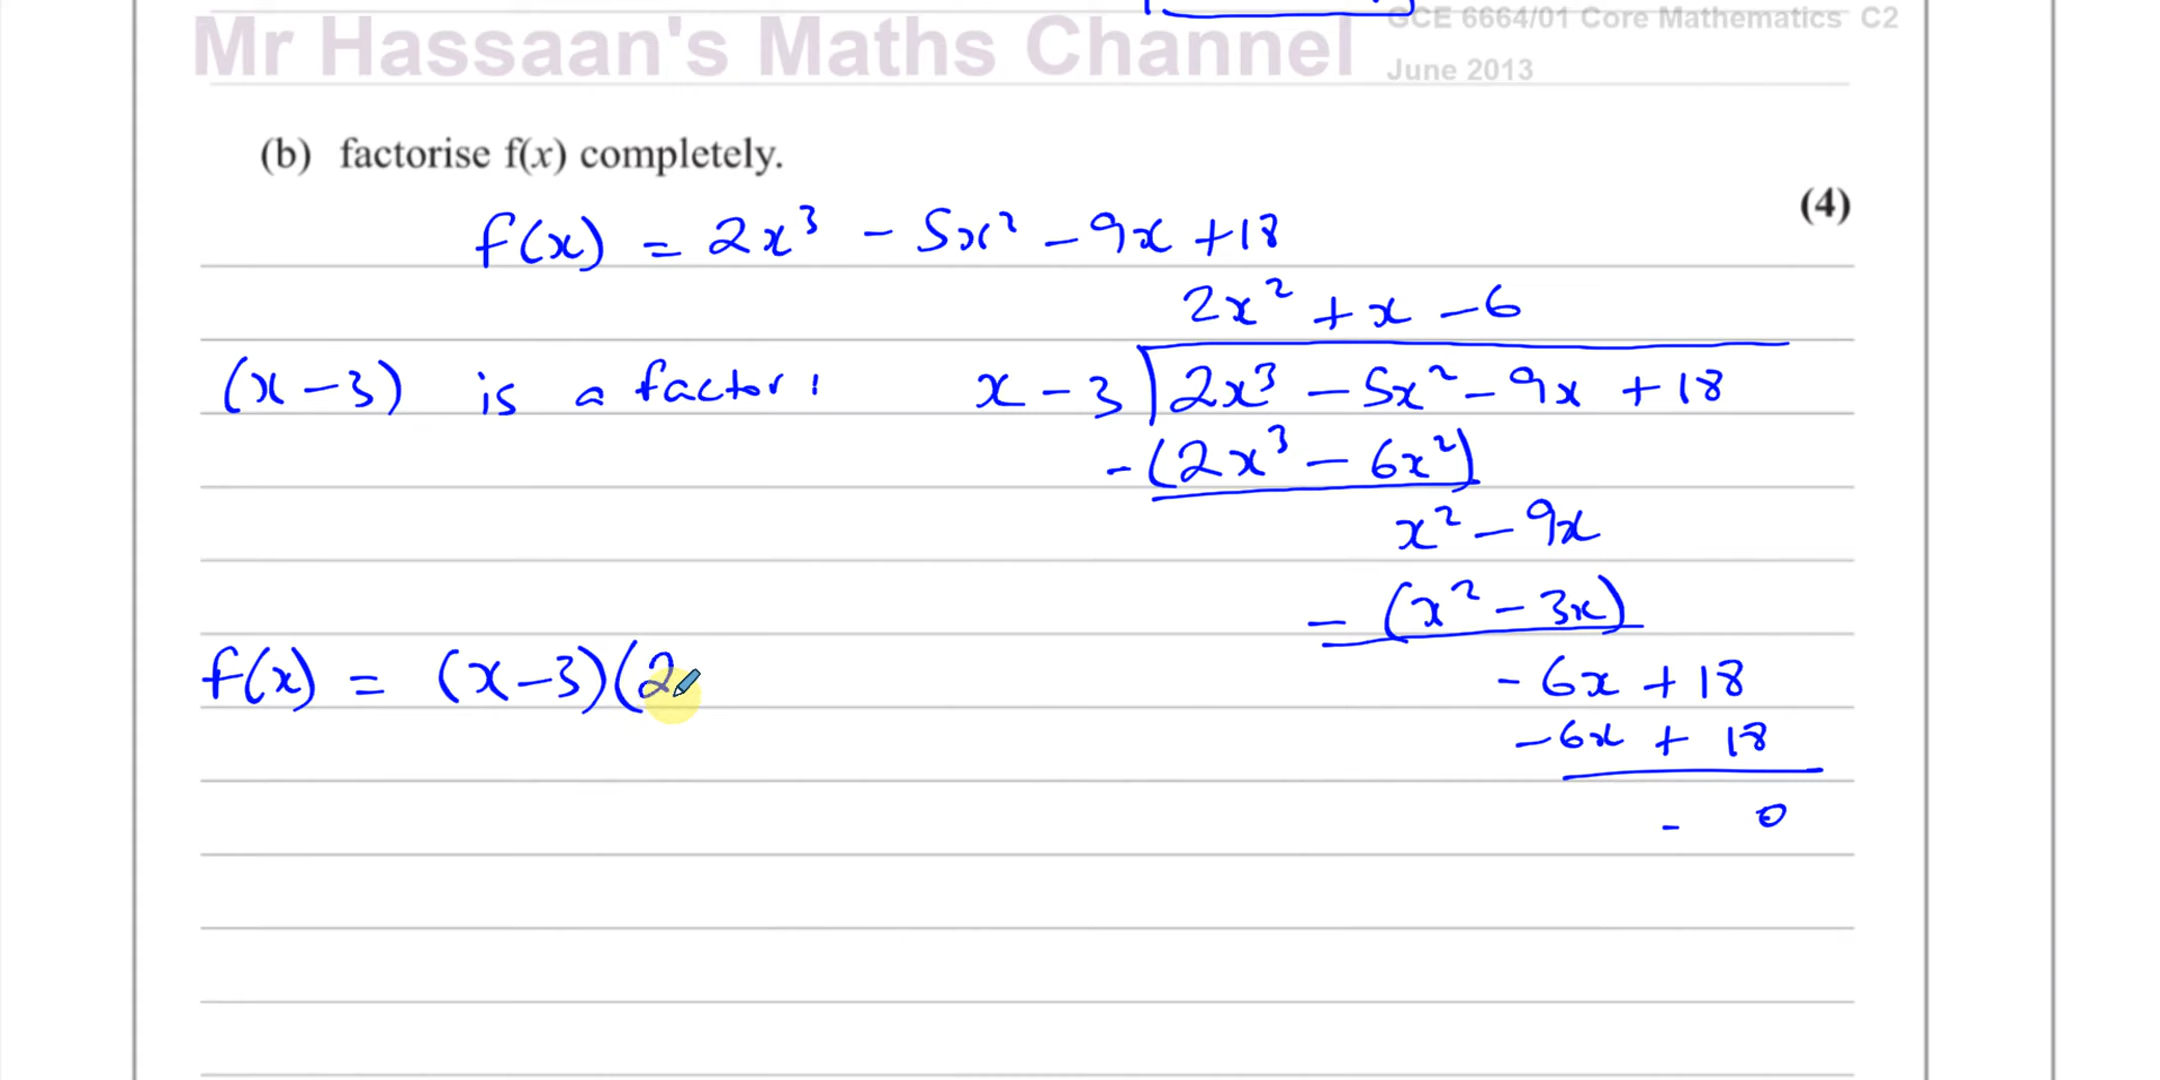 Mr Hassaan's Maths Channel
GCE 6664/01 Core Mathematics C2
June 2013
(b) factorise f(x) completely.
(4)
f(x) = 2x³ - 5x² - 9x + 18
2x² + x - 6
(x - 3) is a factor : x - 3 ) 2x³ - 5x² - 9x + 18
- (2x³ - 6x²)
x² - 9x
- (x² - 3x)
- 6x + 18
f(x) = (x - 3)(2
- 6x + 18
- 0